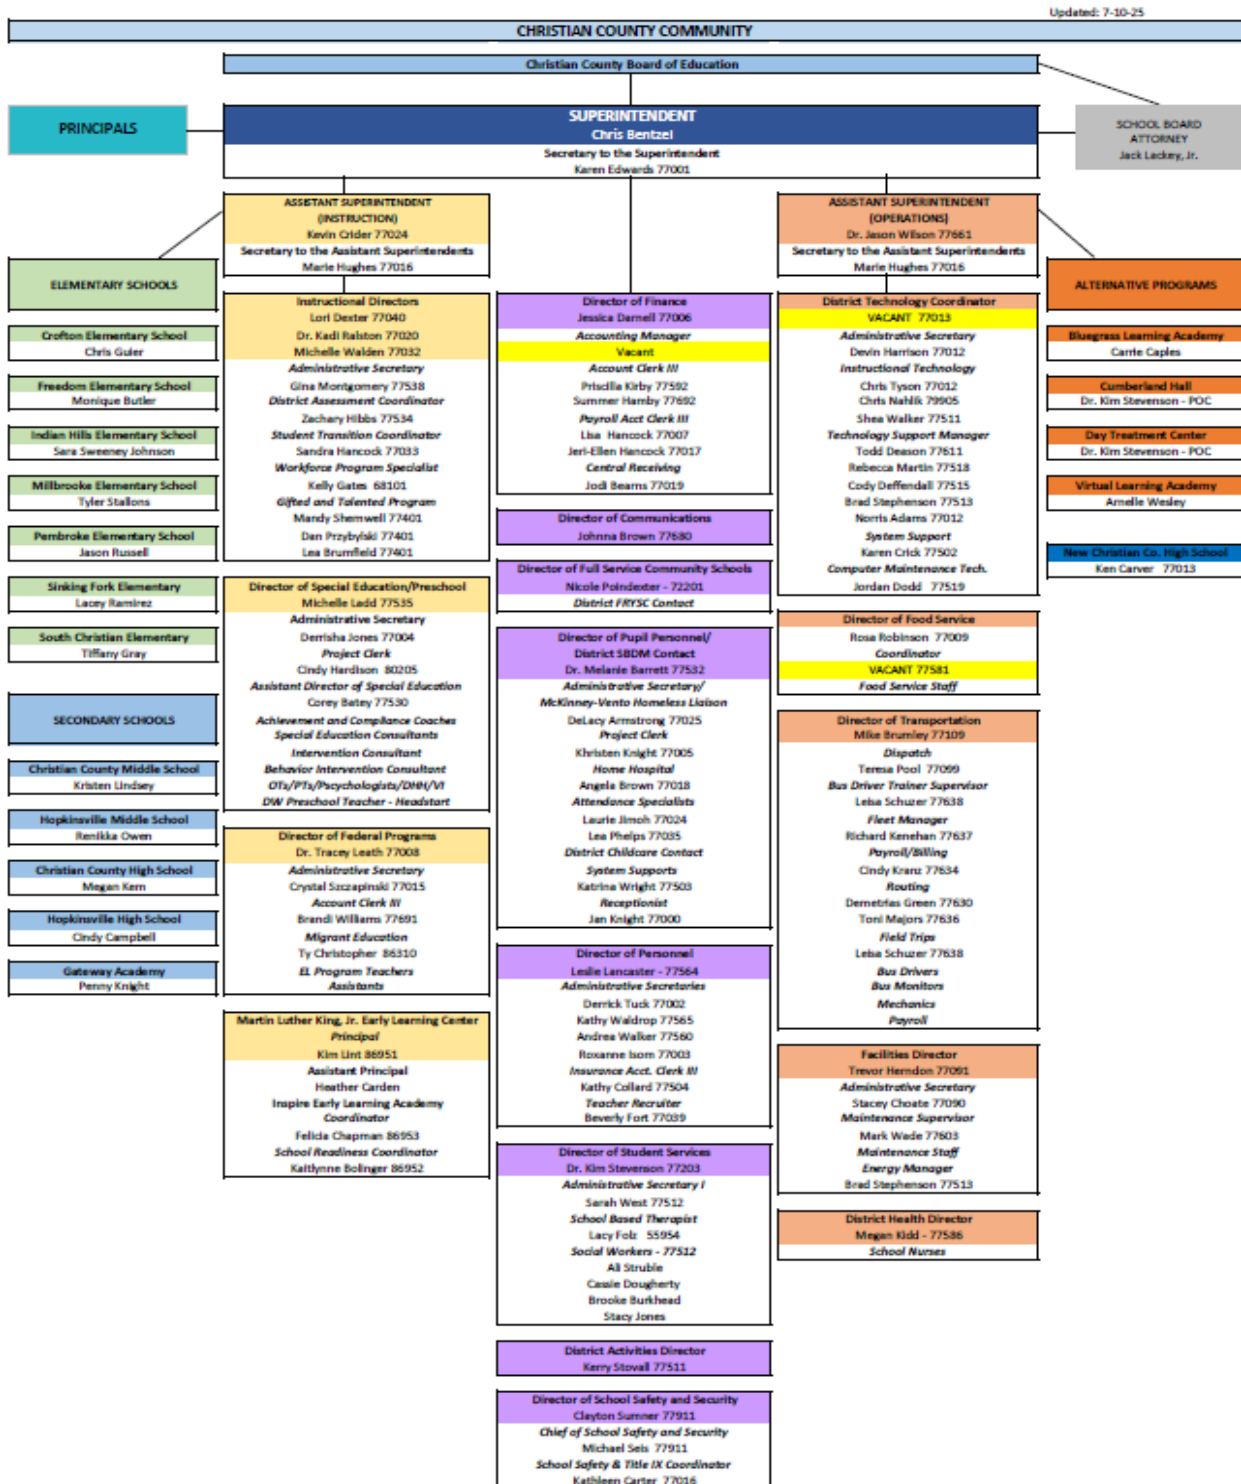 Updated: 7-10-25
CHRISTIAN COUNTY COMMUNITY
Christian County Board of Education
PRINCIPALS
SUPERINTENDENT
Chris Bentzel
Secretary to the Superintendent
Karen Edwards 77001
SCHOOL BOARD
ATTORNEY
Jack Lackey, Jr.
ASSISTANT SUPERINTENDENT
(INSTRUCTION)
Kevin Crider 77024
Secretary to the Assistant Superintendents
Marie Hughes 77016
ASSISTANT SUPERINTENDENT
(OPERATIONS)
Dr. Jason Wilson 77661
Secretary to the Assistant Superintendents
Marie Hughes 77016
ELEMENTARY SCHOOLS
Crofton Elementary School
Chris Guier
Freedom Elementary School
Monique Butler
Indian Hills Elementary School
Sara Sweeney Johnson
Millbrooke Elementary School
Tyler Stallons
Pembroke Elementary School
Jason Russell
Sinking Fork Elementary
Lacey Ramirez
South Christian Elementary
Tiffany Gray
SECONDARY SCHOOLS
Christian County Middle School
Kristen Lindsey
Hopkinsville Middle School
Renikka Owen
Christian County High School
Megan Kem
Hopkinsville High School
Cindy Campbell
Gateway Academy
Penny Knight
Instructional Directors
Lori Dexter 77040
Dr. Kadi Ralston 77020
Michelle Walden 77032
Administrative Secretary
Gina Montgomery 77538
District Assessment Coordinator
Zachary Hibbs 77534
Student Transition Coordinator
Sandra Hancock 77033
Workforce Program Specialist
Kelly Gates 68101
Gifted and Talented Program
Mandy Shemwell 77401
Dan Przybylski 77401
Lea Brumfield 77401
Director of Special Education/Preschool
Michelle Ladd 77535
Administrative Secretary
Derrisha Jones 77004
Project Clerk
Cindy Hardison 80205
Assistant Director of Special Education
Corey Batey 77530
Achievement and Compliance Coaches
Special Education Consultants
Intervention Consultant
Behavior Intervention Consultant
OTs/PTs/Pscychologists/DHH/VI
DW Preschool Teacher - Headstart
Director of Federal Programs
Dr. Tracey Leath 77008
Administrative Secretary
Crystal Szczapinski 77015
Account Clerk III
Brandi Williams 77691
Migrant Education
Ty Christopher 86310
EL Program Teachers
Assistants
Martin Luther King, Jr. Early Learning Center
Principal
Kim Lint 86951
Assistant Principal
Heather Carden
Inspire Early Learning Academy
Coordinator
Felicia Chapman 86953
School Readiness Coordinator
Kaitlynne Bolinger 86952
Director of Finance
Jessica Darnell 77006
Accounting Manager
Vacant
Account Clerk III
Priscilla Kirby 77592
Summer Hamby 77692
Payroll Acct Clerk III
Lisa Hancock 77007
Jeri-Ellen Hancock 77017
Central Receiving
Jodi Beams 77019
Director of Communications
Johnna Brown 77680
Director of Full Service Community Schools
Nicole Poindexter - 72201
District FRYSC Contact
Director of Pupil Personnel/
District SBDM Contact
Dr. Melanie Barrett 77532
Administrative Secretary/
McKinney-Vento Homeless Liaison
DeLacy Armstrong 77025
Project Clerk
Khristen Knight 77005
Home Hospital
Angela Brown 77018
Attendance Specialists
Laurie Jimoh 77024
Lea Phelps 77035
District Childcare Contact
System Supports
Katrina Wright 77503
Receptionist
Jan Knight 77000
Director of Personnel
Leslie Lancaster - 77564
Administrative Secretaries
Derrick Tuck 77002
Kathy Waldrop 77565
Andrea Walker 77560
Roxanne Isom 77003
Insurance Acct. Clerk III
Kathy Collard 77504
Teacher Recruiter
Beverly Fort 77039
Director of Student Services
Dr. Kim Stevenson 77203
Administrative Secretary I
Sarah West 77512
School Based Therapist
Lacy Folz 55954
Social Workers - 77512
Ali Struble
Cassie Dougherty
Brooke Burkhead
Stacy Jones
District Activities Director
Kerry Stovall 77511
Director of School Safety and Security
Clayton Sumner 77911
Chief of School Safety and Security
Michael Seis 77911
School Safety & Title IX Coordinator
Kathleen Carter 77016
District Technology Coordinator
VACANT 77013
Administrative Secretary
Devin Harrison 77012
Instructional Technology
Chris Tyson 77012
Chris Nahlik 79905
Shea Walker 77511
Technology Support Manager
Todd Deason 77611
Rebecca Martin 77518
Cody Deffendall 77515
Brad Stephenson 77513
Norris Adams 77012
System Support
Karen Crick 77502
Computer Maintenance Tech.
Jordan Dodd 77519
Director of Food Service
Rosa Robinson 77009
Coordinator
VACANT 77581
Food Service Staff
Director of Transportation
Mike Brumley 77109
Dispatch
Teresa Pool 77099
Bus Driver Trainer Supervisor
Leisa Schuzer 77638
Fleet Manager
Richard Kenehan 77637
Payroll/Billing
Cindy Kranz 77634
Routing
Demetrias Green 77630
Toni Majors 77636
Field Trips
Leisa Schuzer 77638
Bus Drivers
Bus Monitors
Mechanics
Payroll
Facilities Director
Trevor Herndon 77091
Administrative Secretary
Stacey Choate 77090
Maintenance Supervisor
Mark Wade 77603
Maintenance Staff
Energy Manager
Brad Stephenson 77513
District Health Director
Megan Kidd - 77586
School Nurses
ALTERNATIVE PROGRAMS
Bluegrass Learning Academy
Carrie Caples
Cumberland Hall
Dr. Kim Stevenson - POC
Day Treatment Center
Dr. Kim Stevenson - POC
Virtual Learning Academy
Arnelle Wesley
New Christian Co. High School
Ken Carver 77013